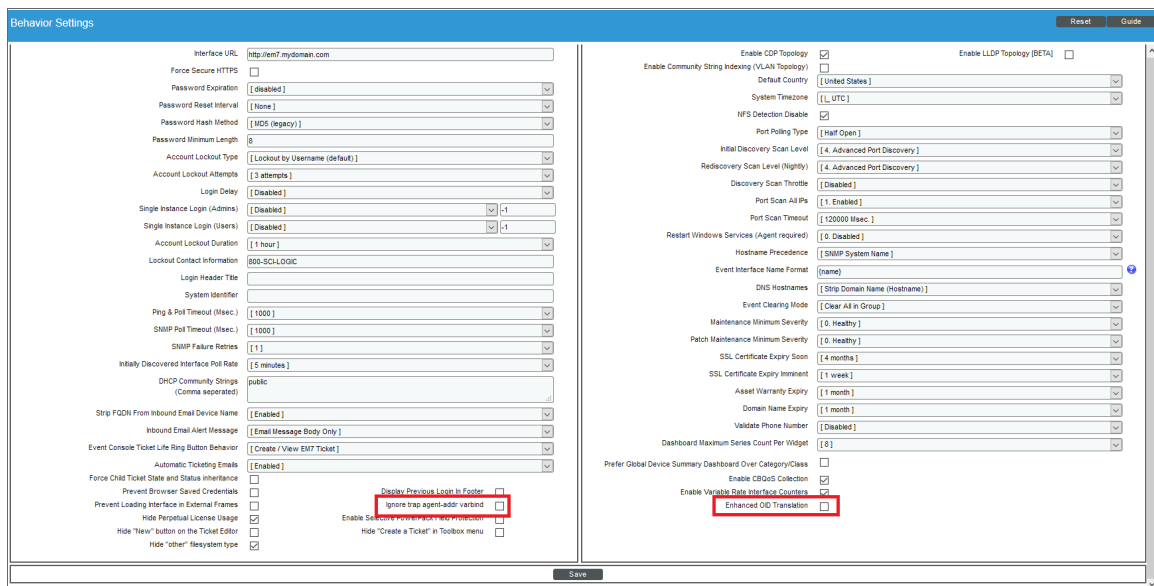 Behavior Settings
Reset
Guide
Interface URL http://em7.mydomain.com
Force Secure HTTPS
Password Expiration [ disabled ]
Password Reset Interval [ None ]
Password Hash Method [ MD5 (legacy) ]
Password Minimum Length 8
Account Lockout Type [ Lockout by Username (default) ]
Account Lockout Attempts [ 3 attempts ]
Login Delay [ Disabled ]
Single Instance Login (Admins) [ Disabled ] -1
Single Instance Login (Users) [ Disabled ] -1
Account Lockout Duration [ 1 hour ]
Lockout Contact Information 800-SCI-LOGIC
Login Header Title
System Identifier
Ping & Poll Timeout (Msec.) [ 1000 ]
SNMP Poll Timeout (Msec.) [ 1000 ]
SNMP Failure Retries [ 1 ]
Initially Discovered Interface Poll Rate [ 5 minutes ]
DHCP Community Strings public
(Comma seperated)
Strip FQDN From Inbound Email Device Name [ Enabled ]
Inbound Email Alert Message [ Email Message Body Only ]
Event Console Ticket Life Ring Button Behavior [ Create / View EM7 Ticket ]
Automatic Ticketing Emails [ Enabled ]
Force Child Ticket State and Status inheritance
Prevent Browser Saved Credentials Display Previous Login In Footer
Prevent Loading Interface in External Frames Ignore trap agent-addr varbind
Hide Perpetual License Usage Enable Selective PowerPack Field Protection
Hide "New" button on the Ticket Editor Hide "Create a Ticket" in Toolbox menu
Hide "other" filesystem type
Enable CDP Topology Enable LLDP Topology [BETA]
Enable Community String Indexing (VLAN Topology)
Default Country [ United States ]
System Timezone [ |_ UTC ]
NFS Detection Disable
Port Polling Type [ Half Open ]
Initial Discovery Scan Level [ 4. Advanced Port Discovery ]
Rediscovery Scan Level (Nightly) [ 4. Advanced Port Discovery ]
Discovery Scan Throttle [ Disabled ]
Port Scan All IPs [ 1. Enabled ]
Port Scan Timeout [ 120000 Msec. ]
Restart Windows Services (Agent required) [ 0. Disabled ]
Hostname Precedence [ SNMP System Name ]
Event Interface Name Format {name} ?
DNS Hostnames [ Strip Domain Name (Hostname) ]
Event Clearing Mode [ Clear All in Group ]
Maintenance Minimum Severity [ 0. Healthy ]
Patch Maintenance Minimum Severity [ 0. Healthy ]
SSL Certificate Expiry Soon [ 4 months ]
SSL Certificate Expiry Imminent [ 1 week ]
Asset Warranty Expiry [ 1 month ]
Domain Name Expiry [ 1 month ]
Validate Phone Number [ Disabled ]
Dashboard Maximum Series Count Per Widget [ 8 ]
Prefer Global Device Summary Dashboard Over Category/Class
Enable CBQoS Collection
Enable Variable Rate Interface Counters
Enhanced OID Translation
Save